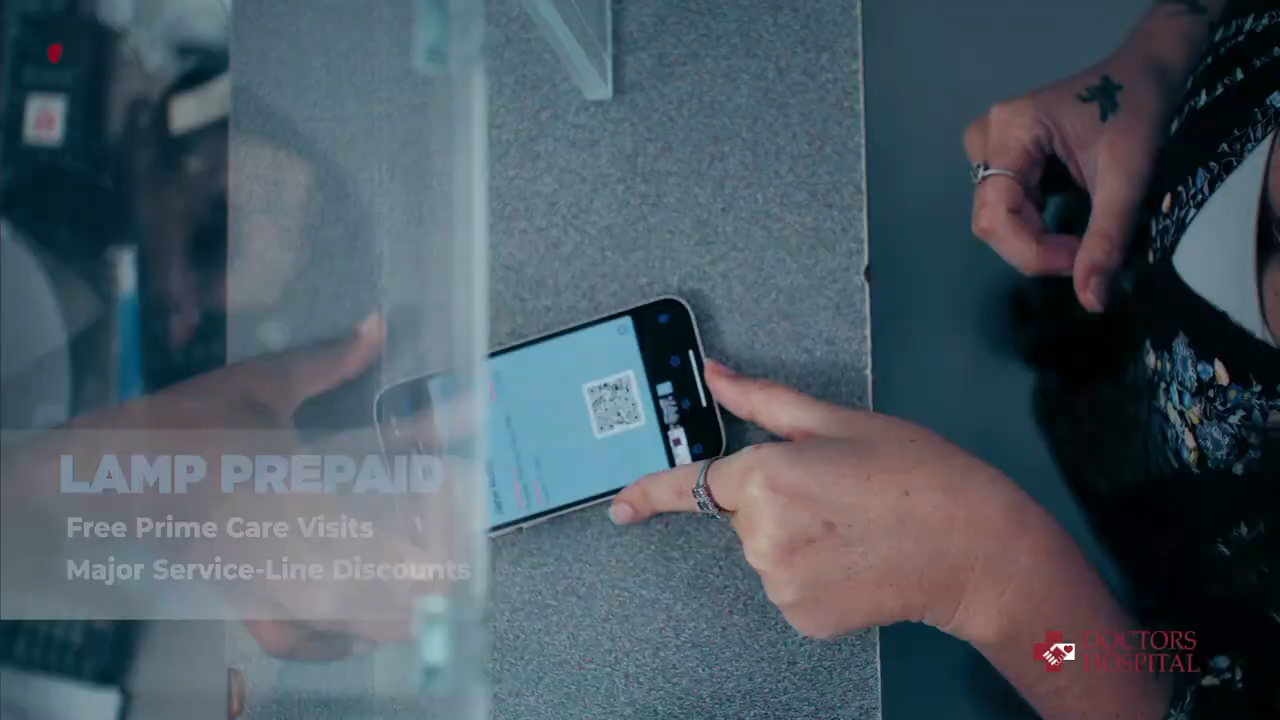 LAMP PREPAID
Free Prime Care Visits
Major Service-Line Discounts
DOCTORS
HOSPITAL